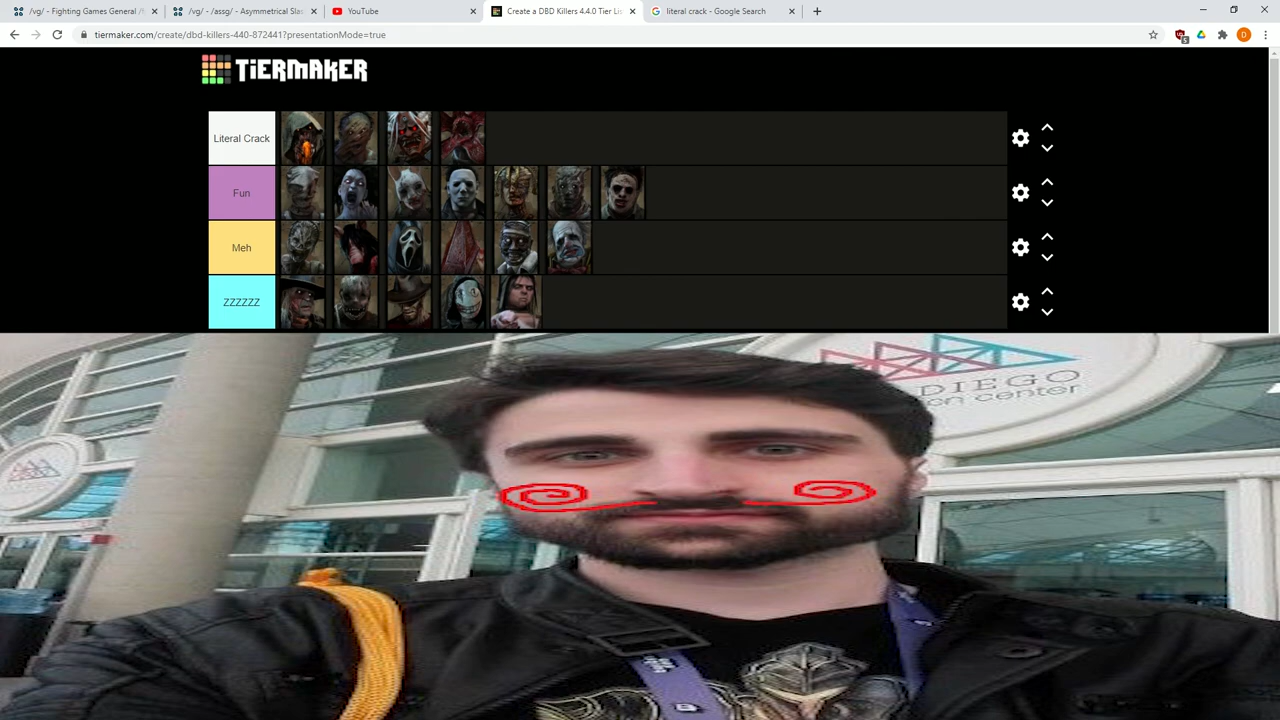 /vg/ - Fighting Games General /f
/vg/ - /assg/ - Asymmetrical Slas
YouTube
Create a DBD Killers 4.4.0 Tier Lis
literal crack - Google Search
tiermaker.com/create/dbd-killers-440-872441?presentationMode=true
TIERMAKER
Literal Crack
Fun
Meh
ZZZZZZ
DIEGO
on center